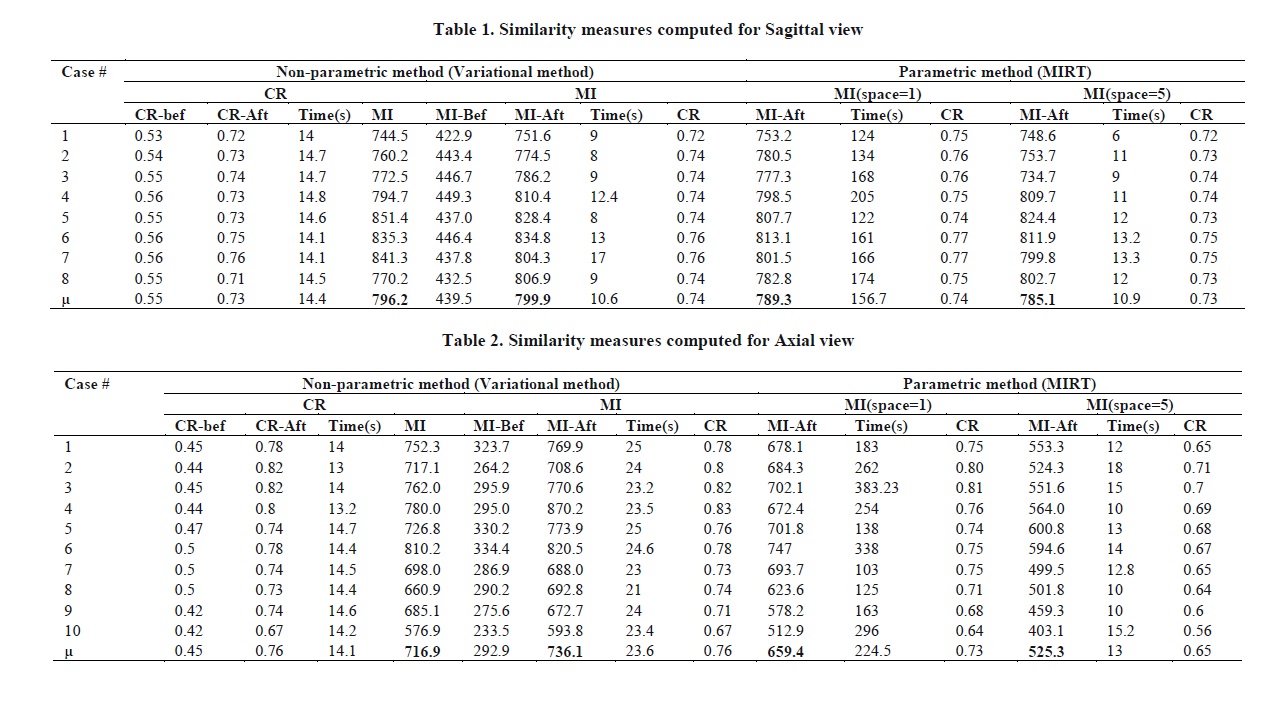 Table 1. Similarity measures computed for Sagittal view
Case # Non-parametric method (Variational method) Parametric method (MIRT)
CR MI MI(space=1) MI(space=5)
CR-bef CR-Aft Time(s) MI MI-Bef MI-Aft Time(s) CR MI-Aft Time(s) CR MI-Aft Time(s) CR
1 0.53 0.72 14 744.5 422.9 751.6 9 0.72 753.2 124 0.75 748.6 6 0.72
2 0.54 0.73 14.7 760.2 443.4 774.5 8 0.74 780.5 134 0.76 753.7 11 0.73
3 0.55 0.74 14.7 772.5 446.7 786.2 9 0.74 777.3 168 0.76 734.7 9 0.74
4 0.56 0.73 14.8 794.7 449.3 810.4 12.4 0.74 798.5 205 0.75 809.7 11 0.74
5 0.55 0.73 14.6 851.4 437.0 828.4 8 0.74 807.7 122 0.74 824.4 12 0.73
6 0.56 0.75 14.1 835.3 446.4 834.8 13 0.76 813.1 161 0.77 811.9 13.2 0.75
7 0.56 0.76 14.1 841.3 437.8 804.3 17 0.76 801.5 166 0.77 799.8 13.3 0.75
8 0.55 0.71 14.5 770.2 432.5 806.9 9 0.74 782.8 174 0.75 802.7 12 0.73
μ 0.55 0.73 14.4 796.2 439.5 799.9 10.6 0.74 789.3 156.7 0.74 785.1 10.9 0.73
Table 2. Similarity measures computed for Axial view
Case # Non-parametric method (Variational method) Parametric method (MIRT)
CR MI MI(space=1) MI(space=5)
CR-bef CR-Aft Time(s) MI MI-Bef MI-Aft Time(s) CR MI-Aft Time(s) CR MI-Aft Time(s) CR
1 0.45 0.78 14 752.3 323.7 769.9 25 0.78 678.1 183 0.75 553.3 12 0.65
2 0.44 0.82 13 717.1 264.2 708.6 24 0.8 684.3 262 0.80 524.3 18 0.71
3 0.45 0.82 14 762.0 295.9 770.6 23.2 0.82 702.1 383.23 0.81 551.6 15 0.7
4 0.44 0.8 13.2 780.0 295.0 870.2 23.5 0.83 672.4 254 0.76 564.0 10 0.69
5 0.47 0.74 14.7 726.8 330.2 773.9 25 0.76 701.8 138 0.74 600.8 13 0.68
6 0.5 0.78 14.4 810.2 334.4 820.5 24.6 0.78 747 338 0.75 594.6 14 0.67
7 0.5 0.74 14.5 698.0 286.9 688.0 23 0.73 693.7 103 0.75 499.5 12.8 0.65
8 0.5 0.73 14.4 660.9 290.2 692.8 21 0.74 623.6 125 0.71 501.8 10 0.64
9 0.42 0.74 14.6 685.1 275.6 672.7 24 0.71 578.2 163 0.68 459.3 10 0.6
10 0.42 0.67 14.2 576.9 233.5 593.8 23.4 0.67 512.9 296 0.64 403.1 15.2 0.56
μ 0.45 0.76 14.1 716.9 292.9 736.1 23.6 0.76 659.4 224.5 0.73 525.3 13 0.65